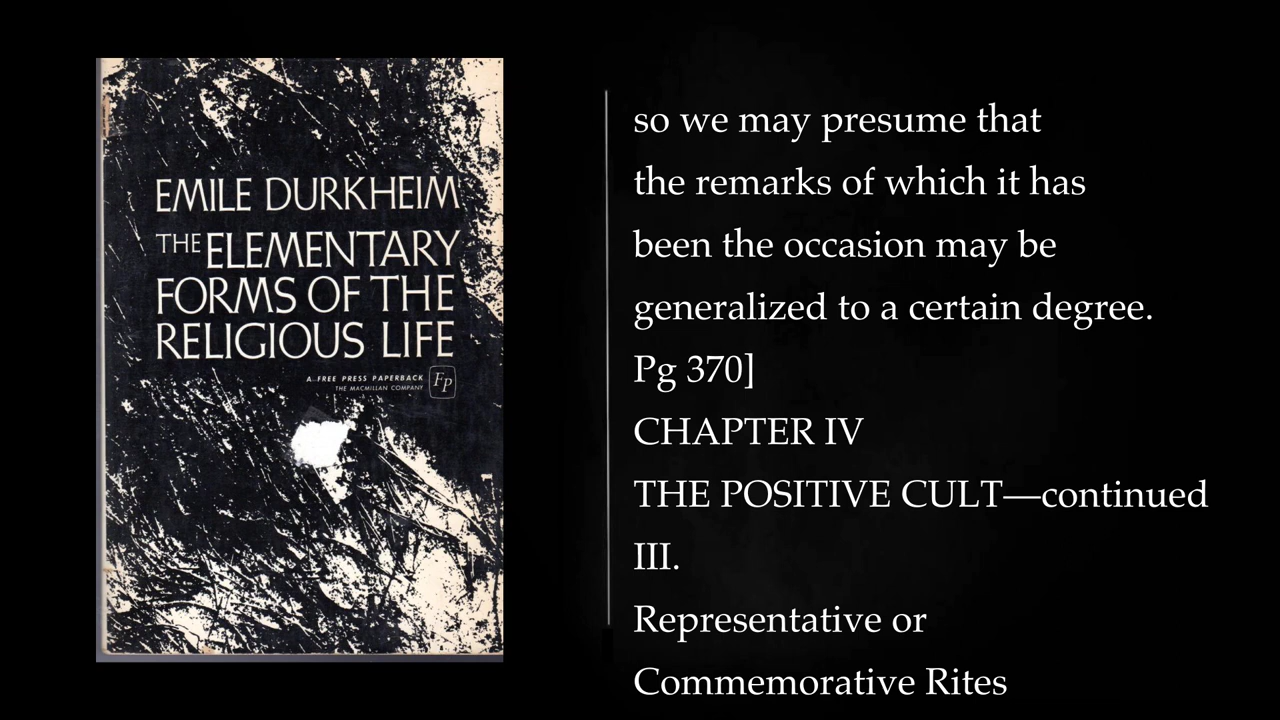 EMILE DURKHEIM
THE ELEMENTARY
FORMS OF THE
RELIGIOUS LIFE
A FREE PRESS PAPERBACK
THE MACMILLAN COMPANY
FP
so we may presume that
the remarks of which it has
been the occasion may be
generalized to a certain degree.
Pg 370]
CHAPTER IV
THE POSITIVE CULT—continued
III.
Representative or
Commemorative Rites